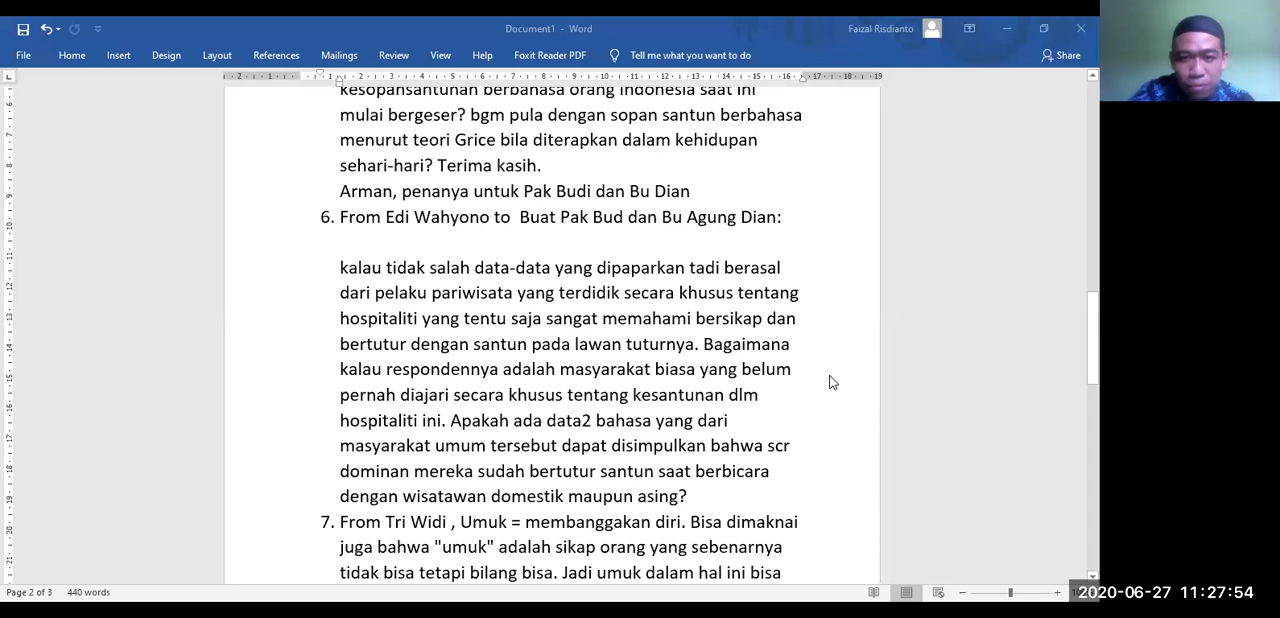 Document1 - Word
Faizal Risdianto
File Home Insert Design Layout References Mailings Review View Help Foxit Reader PDF Tell me what you want to do Share
kesopansantunan berbahasa orang indonesia saat ini
mulai bergeser? bgm pula dengan sopan santun berbahasa
menurut teori Grice bila diterapkan dalam kehidupan
sehari-hari? Terima kasih.
Arman, penanya untuk Pak Budi dan Bu Dian
6. From Edi Wahyono to Buat Pak Bud dan Bu Agung Dian:
kalau tidak salah data-data yang dipaparkan tadi berasal
dari pelaku pariwisata yang terdidik secara khusus tentang
hospitaliti yang tentu saja sangat memahami bersikap dan
bertutur dengan santun pada lawan tuturnya. Bagaimana
kalau respondennya adalah masyarakat biasa yang belum
pernah diajari secara khusus tentang kesantunan dlm
hospitaliti ini. Apakah ada data2 bahasa yang dari
masyarakat umum tersebut dapat disimpulkan bahwa scr
dominan mereka sudah bertutur santun saat berbicara
dengan wisatawan domestik maupun asing?
7. From Tri Widi , Umuk = membanggakan diri. Bisa dimaknai
juga bahwa "umuk" adalah sikap orang yang sebenarnya
tidak bisa tetapi bilang bisa. Jadi umuk dalam hal ini bisa
Page 2 of 3 440 words
2020-06-27 11:27:54